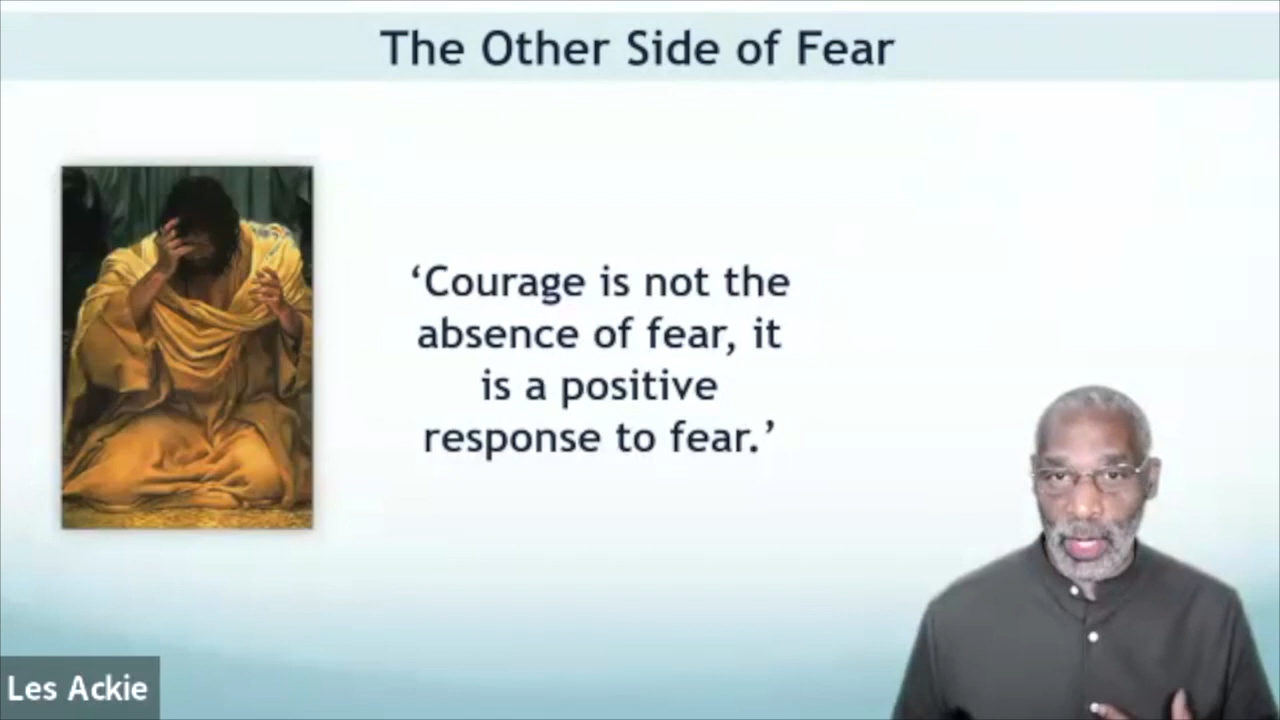 The Other Side of Fear
‘Courage is not the
absence of fear, it
is a positive
response to fear.’
Les Ackie